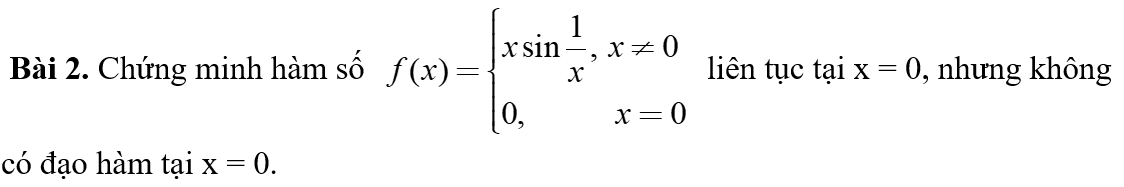 Bài 2. Chứng minh hàm số f(x) = { x sin 1/x, x ≠ 0 liên tục tại x = 0, nhưng không
0, x = 0
có đạo hàm tại x = 0.